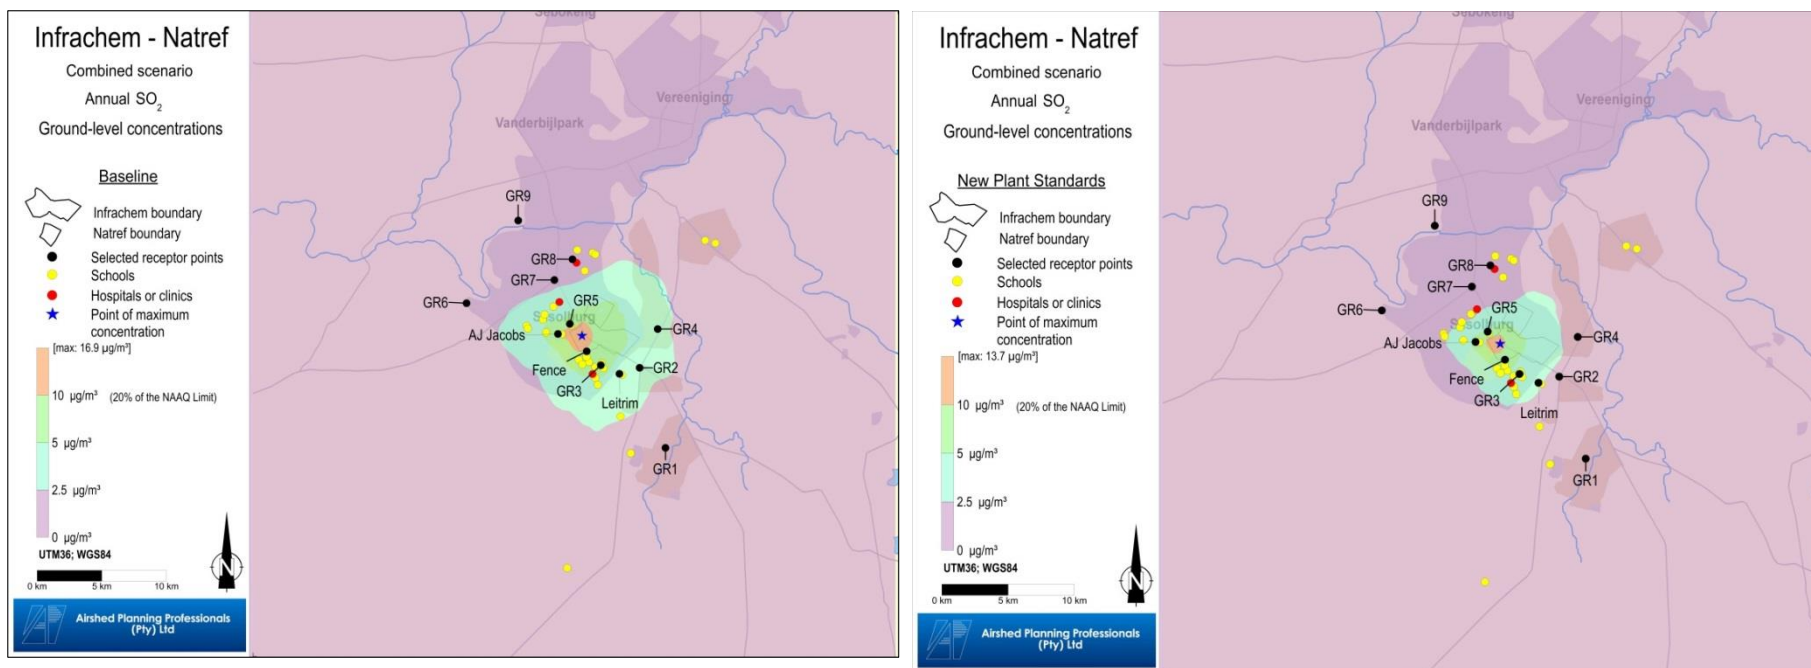 Infrachem - Natref
Combined scenario
Annual SO2
Ground-level concentrations
Baseline
Infrachem boundary
Natref boundary
Selected receptor points
Schools
Hospitals or clinics
Point of maximum
concentration
[max: 16.9 µg/m³]
10 µg/m³ (20% of the NAAQ Limit)
5 µg/m³
2.5 µg/m³
0 µg/m³
UTM36; WGS84
0 km 5 km 10 km
N
Airshed Planning Professionals
(Pty) Ltd
Sebokeng
Vereeniging
Vanderbijlpark
GR9
GR8
GR7
GR6
GR5
Sasolburg
AJ Jacobs
GR4
Fence
GR2
GR3
Leitrim
GR1
Infrachem - Natref
Combined scenario
Annual SO2
Ground-level concentrations
New Plant Standards
Infrachem boundary
Natref boundary
Selected receptor points
Schools
Hospitals or clinics
Point of maximum
concentration
[max: 13.7 µg/m³]
10 µg/m³ (20% of the NAAQ Limit)
5 µg/m³
2.5 µg/m³
0 µg/m³
UTM36; WGS84
0 km 5 km 10 km
N
Airshed Planning Professionals
(Pty) Ltd
Sebokeng
Vereeniging
Vanderbijlpark
GR9
GR8
GR7
GR6
GR5
Sasolburg
AJ Jacobs
GR4
Fence
GR2
GR3
Leitrim
GR1